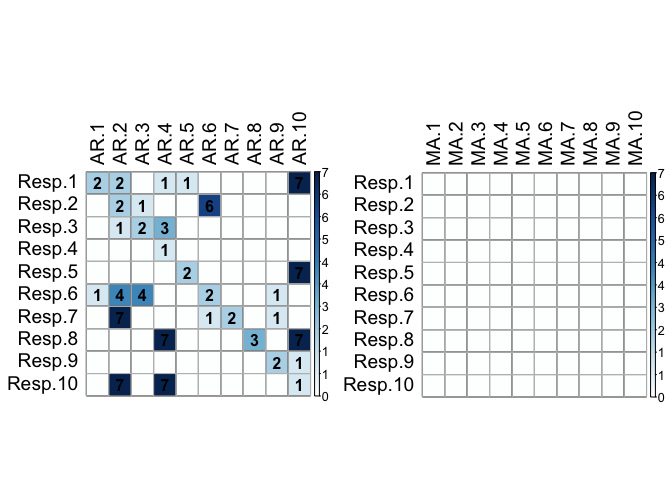 AR.1 AR.2 AR.3 AR.4 AR.5 AR.6 AR.7 AR.8 AR.9 AR.10
Resp.1 2 2 1 1 7
Resp.2 2 1 6
Resp.3 1 2 3
Resp.4 1
Resp.5 2 7
Resp.6 1 4 4 2 1
Resp.7 7 1 2 1
Resp.8 7 3 7
Resp.9 2 1
Resp.10 7 7 1
7
6
6
5
4
4
3
2
1
1
0
MA.1 MA.2 MA.3 MA.4 MA.5 MA.6 MA.7 MA.8 MA.9 MA.10
Resp.1
Resp.2
Resp.3
Resp.4
Resp.5
Resp.6
Resp.7
Resp.8
Resp.9
Resp.10
7
6
6
5
4
4
3
2
1
1
0